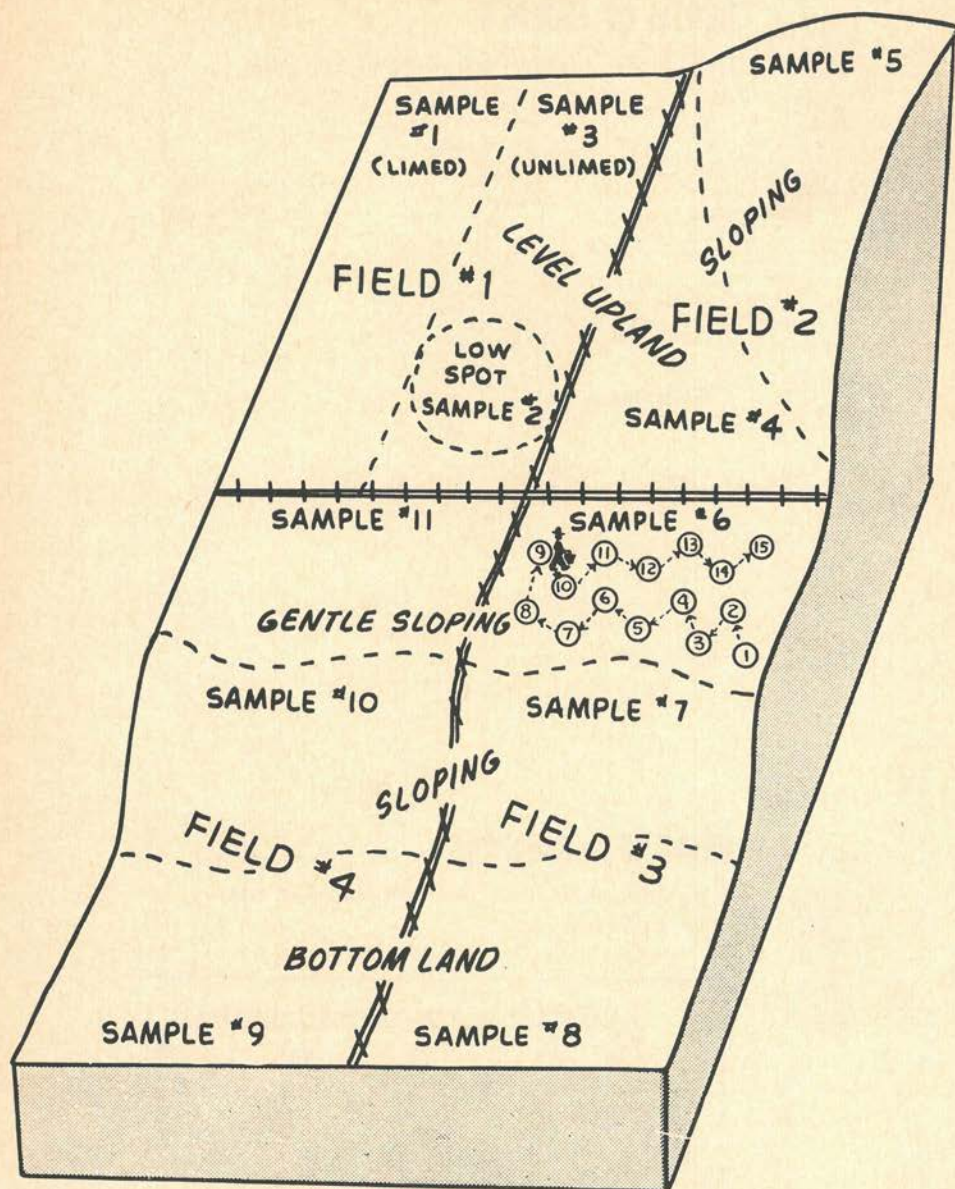 SAMPLE #5
SAMPLE
#1
(LIMED)
SAMPLE
#3
(UNLIMED)
SLOPING
LEVEL UPLAND
FIELD #1
FIELD #2
LOW
SPOT
SAMPLE #2
SAMPLE #4
SAMPLE #11
SAMPLE #6
9
10
11
12
13
14
15
8
7
6
5
4
3
2
1
GENTLE SLOPING
SAMPLE #10
SAMPLE #7
SLOPING
FIELD #4
FIELD #3
BOTTOM LAND
SAMPLE #9
SAMPLE #8